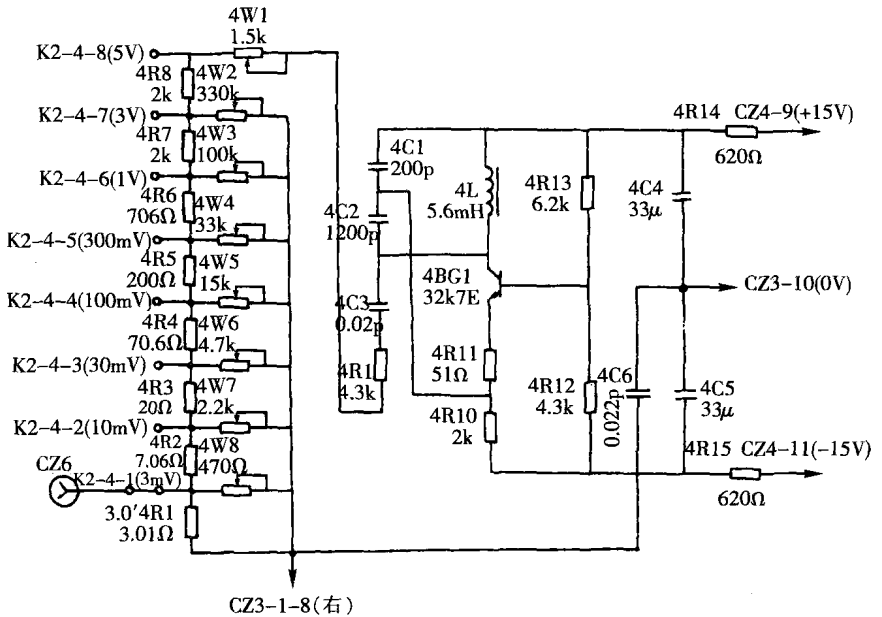 4W1
1.5k
K2-4-8(5V)
4R8
2k
4W2
330k
K2-4-7(3V)
4R7
2k
4W3
100k
K2-4-6(1V)
4R6
706Ω
4W4
33k
K2-4-5(300mV)
4R5
200Ω
4W5
15k
K2-4-4(100mV)
4R4
70.6Ω
4W6
4.7k
K2-4-3(30mV)
4R3
20Ω
4W7
2.2k
K2-4-2(10mV)
4R2
7.06Ω
4W8
470Ω
CZ6
K2-4-1(3mV)
3.0'4R1
3.01Ω
CZ3-1-8(右)
4C1
200p
4C2
1200p
4C3
0.02p
4R1
4.3k
4L
5.6mH
4BG1
32k7E
4R11
51Ω
4R10
2k
4R13
6.2k
4R12
4.3k
4C6
0.022p
4C4
33μ
4C5
33μ
4R14
CZ4-9(+15V)
620Ω
CZ3-10(0V)
4R15
CZ4-11(-15V)
620Ω